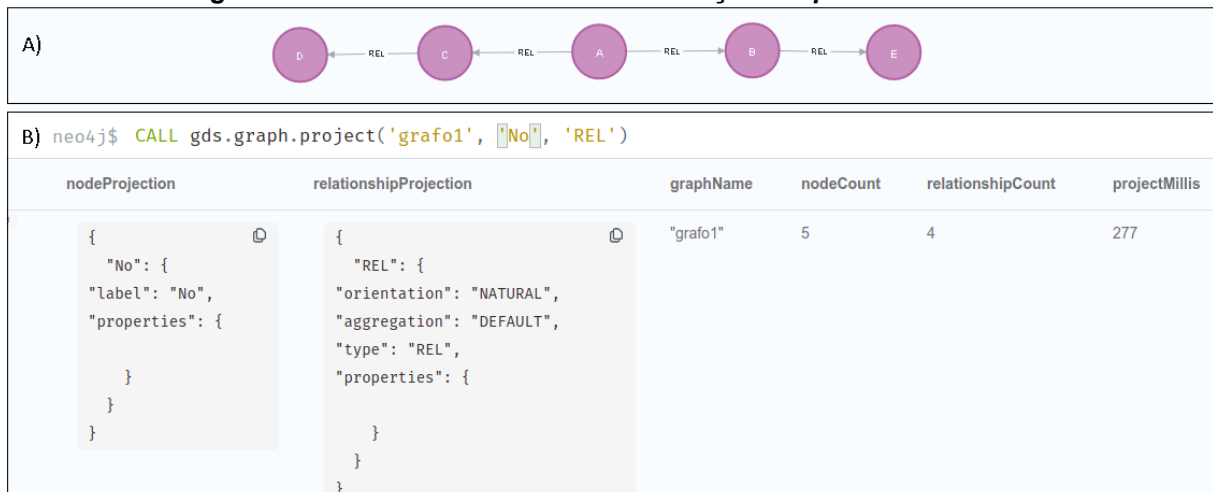 A)
D REL C REL A REL B REL E
B) neo4j$ CALL gds.graph.project('grafo1', 'No', 'REL')
nodeProjection relationshipProjection graphName nodeCount relationshipCount projectMillis
{ { "grafo1" 5 4 277
"No": { "REL": {
"label": "No", "orientation": "NATURAL",
"properties": { "aggregation": "DEFAULT",
"type": "REL",
} "properties": {
}
} }
}
}